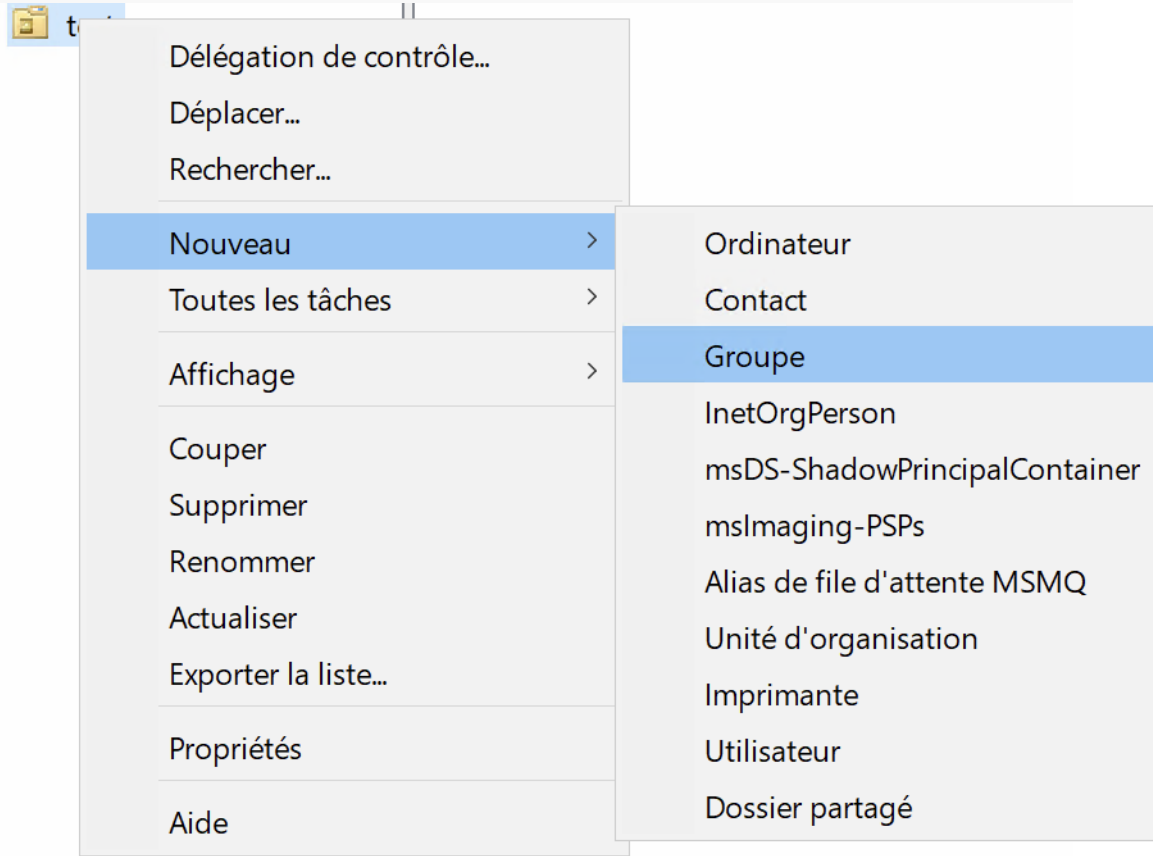 Délégation de contrôle...
Déplacer...
Rechercher...
Nouveau
Toutes les tâches
Affichage
Couper
Supprimer
Renommer
Actualiser
Exporter la liste...
Propriétés
Aide
Ordinateur
Contact
Groupe
InetOrgPerson
msDS-ShadowPrincipalContainer
msImaging-PSPs
Alias de file d'attente MSMQ
Unité d'organisation
Imprimante
Utilisateur
Dossier partagé